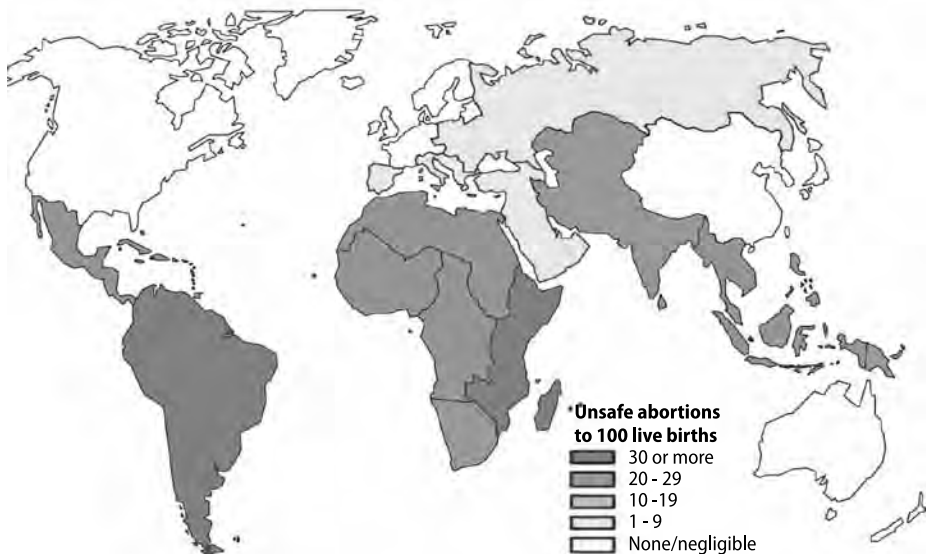 Unsafe abortions
to 100 live births
30 or more
20 - 29
10 -19
1 - 9
None/negligible